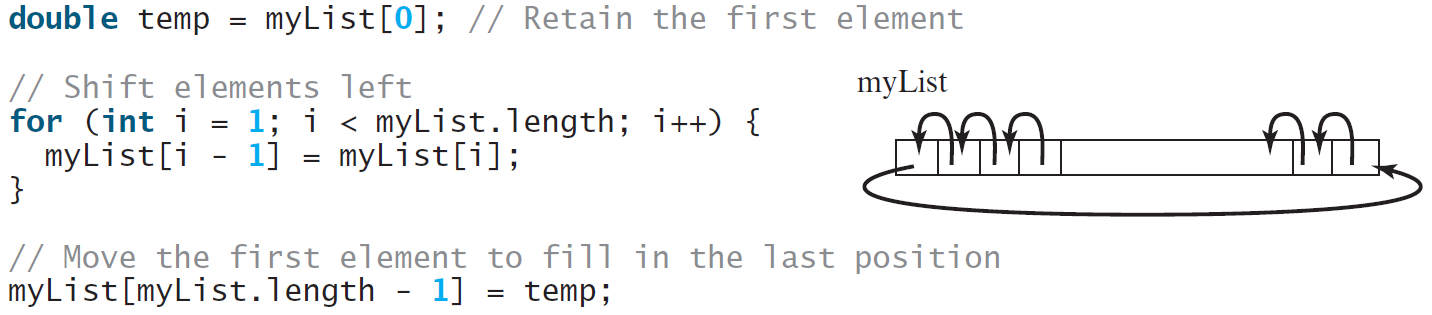 double temp = myList[0]; // Retain the first element
// Shift elements left
for (int i = 1; i < myList.length; i++) {
  myList[i - 1] = myList[i];
}
// Move the first element to fill in the last position
myList[myList.length - 1] = temp;
myList